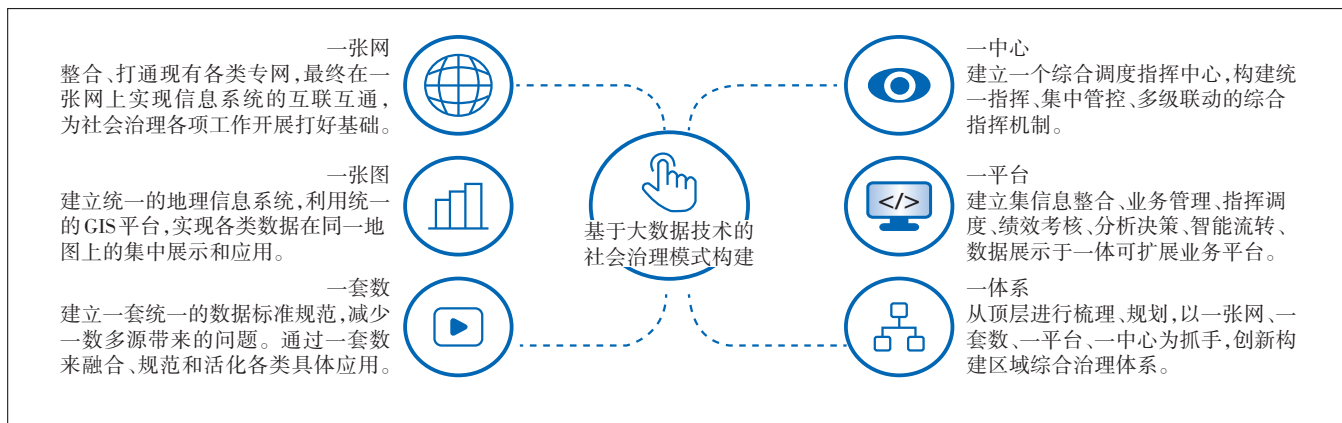 一张网
整合、打通现有各类专网,最终在一
张网上实现信息系统的互联互通,
为社会治理各项工作开展打好基础。
一张图
建立统一的地理信息系统,利用统一
的GIS平台,实现各类数据在同一地
图上的集中展示和应用。
一套数
建立一套统一的数据标准规范,减少
一数多源带来的问题。通过一套数
来融合、规范和活化各类具体应用。
基于大数据技术的
社会治理模式构建
一中心
建立一个综合调度指挥中心,构建统
一指挥、集中管控、多级联动的综合
指挥机制。
一平台
</>
建立集信息整合、业务管理、指挥调
度、绩效考核、分析决策、智能流转、
数据展示于一体可扩展业务平台。
一体系
从顶层进行梳理、规划,以一张网、一
套数、一平台、一中心为抓手,创新构
建区域综合治理体系。